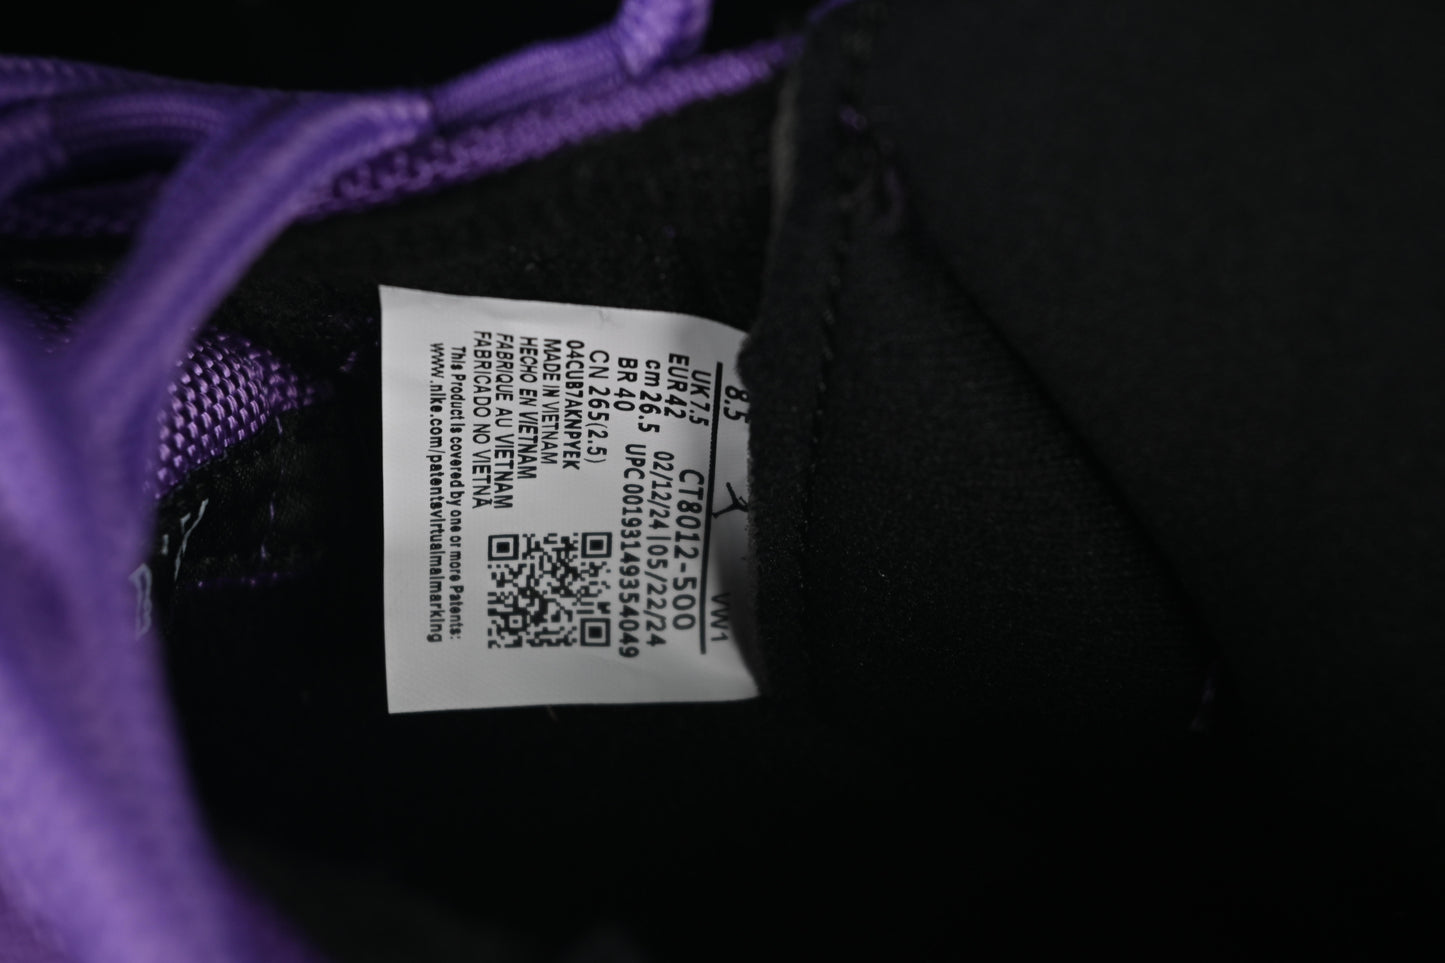 8.5
VW1
UK7.5
EUR42 CT8012-500
cm 26.5 02/12/24|05/22/24
BR 40 UPC 00193149354049
CN 265(2.5)
04CUB7AKNPYEK
MADE IN VIETNAM
HECHO EN VIETNAM
FABRIQUE AU VIETNAM
FABRICADO NO VIETNÃ
This Product is covered by one or more Patents:
www.nike.com/patentsvirtualmalmarking